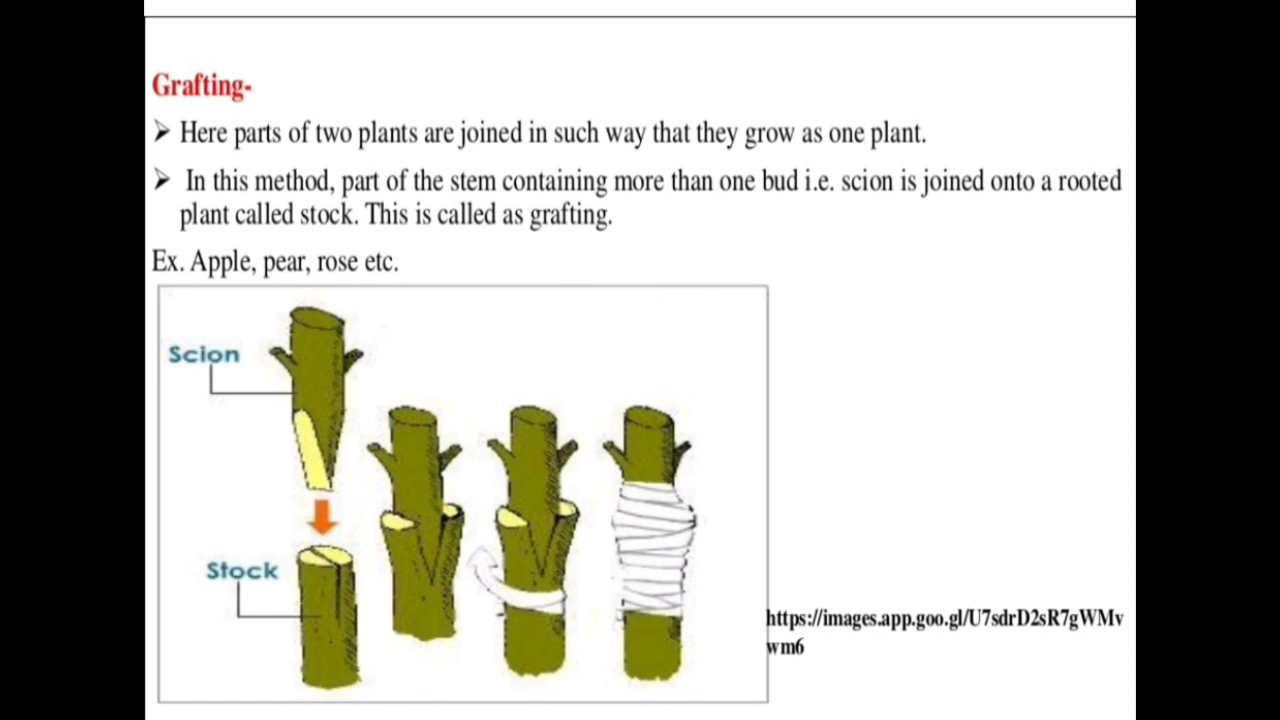 Grafting-
➢ Here parts of two plants are joined in such way that they grow as one plant.
➢ In this method, part of the stem containing more than one bud i.e. scion is joined onto a rooted
plant called stock. This is called as grafting.
Ex. Apple, pear, rose etc.
Scion
Stock
https://images.app.goo.gl/U7sdrD2sR7gWMv
wm6